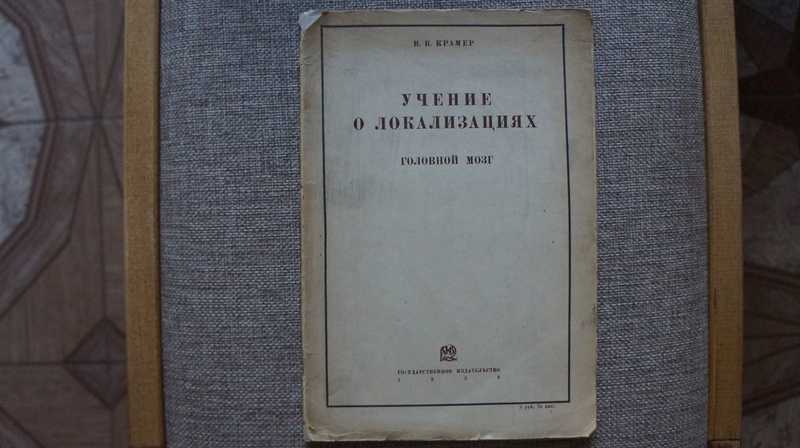 В. В. КРАМЕР
УЧЕНИЕ
О ЛОКАЛИЗАЦИЯХ
ГОЛОВНОЙ МОЗГ
ГОСУДАРСТВЕННОЕ ИЗДАТЕЛЬСТВО